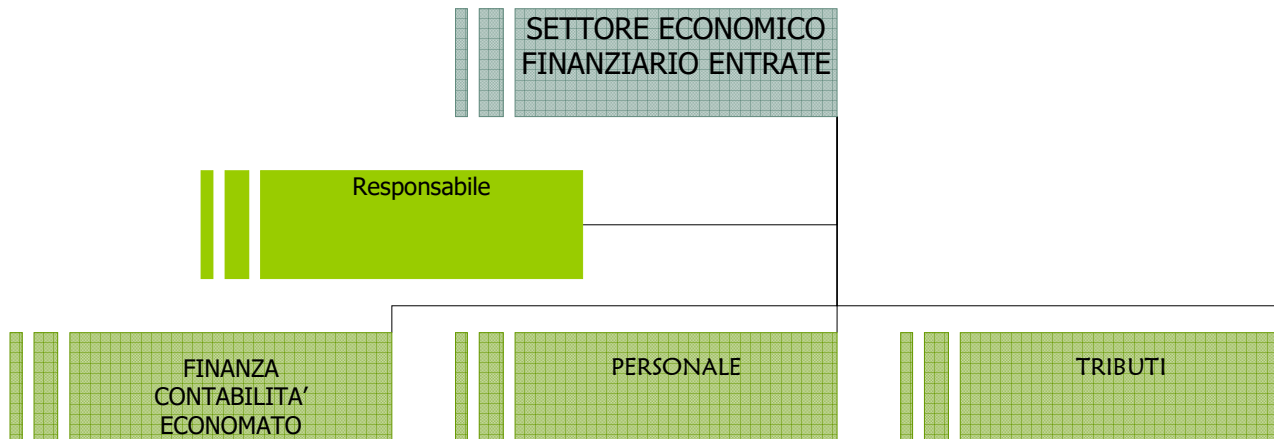 SETTORE ECONOMICO
FINANZIARIO ENTRATE
Responsabile
FINANZA
CONTABILITA’
ECONOMATO
PERSONALE
TRIBUTI